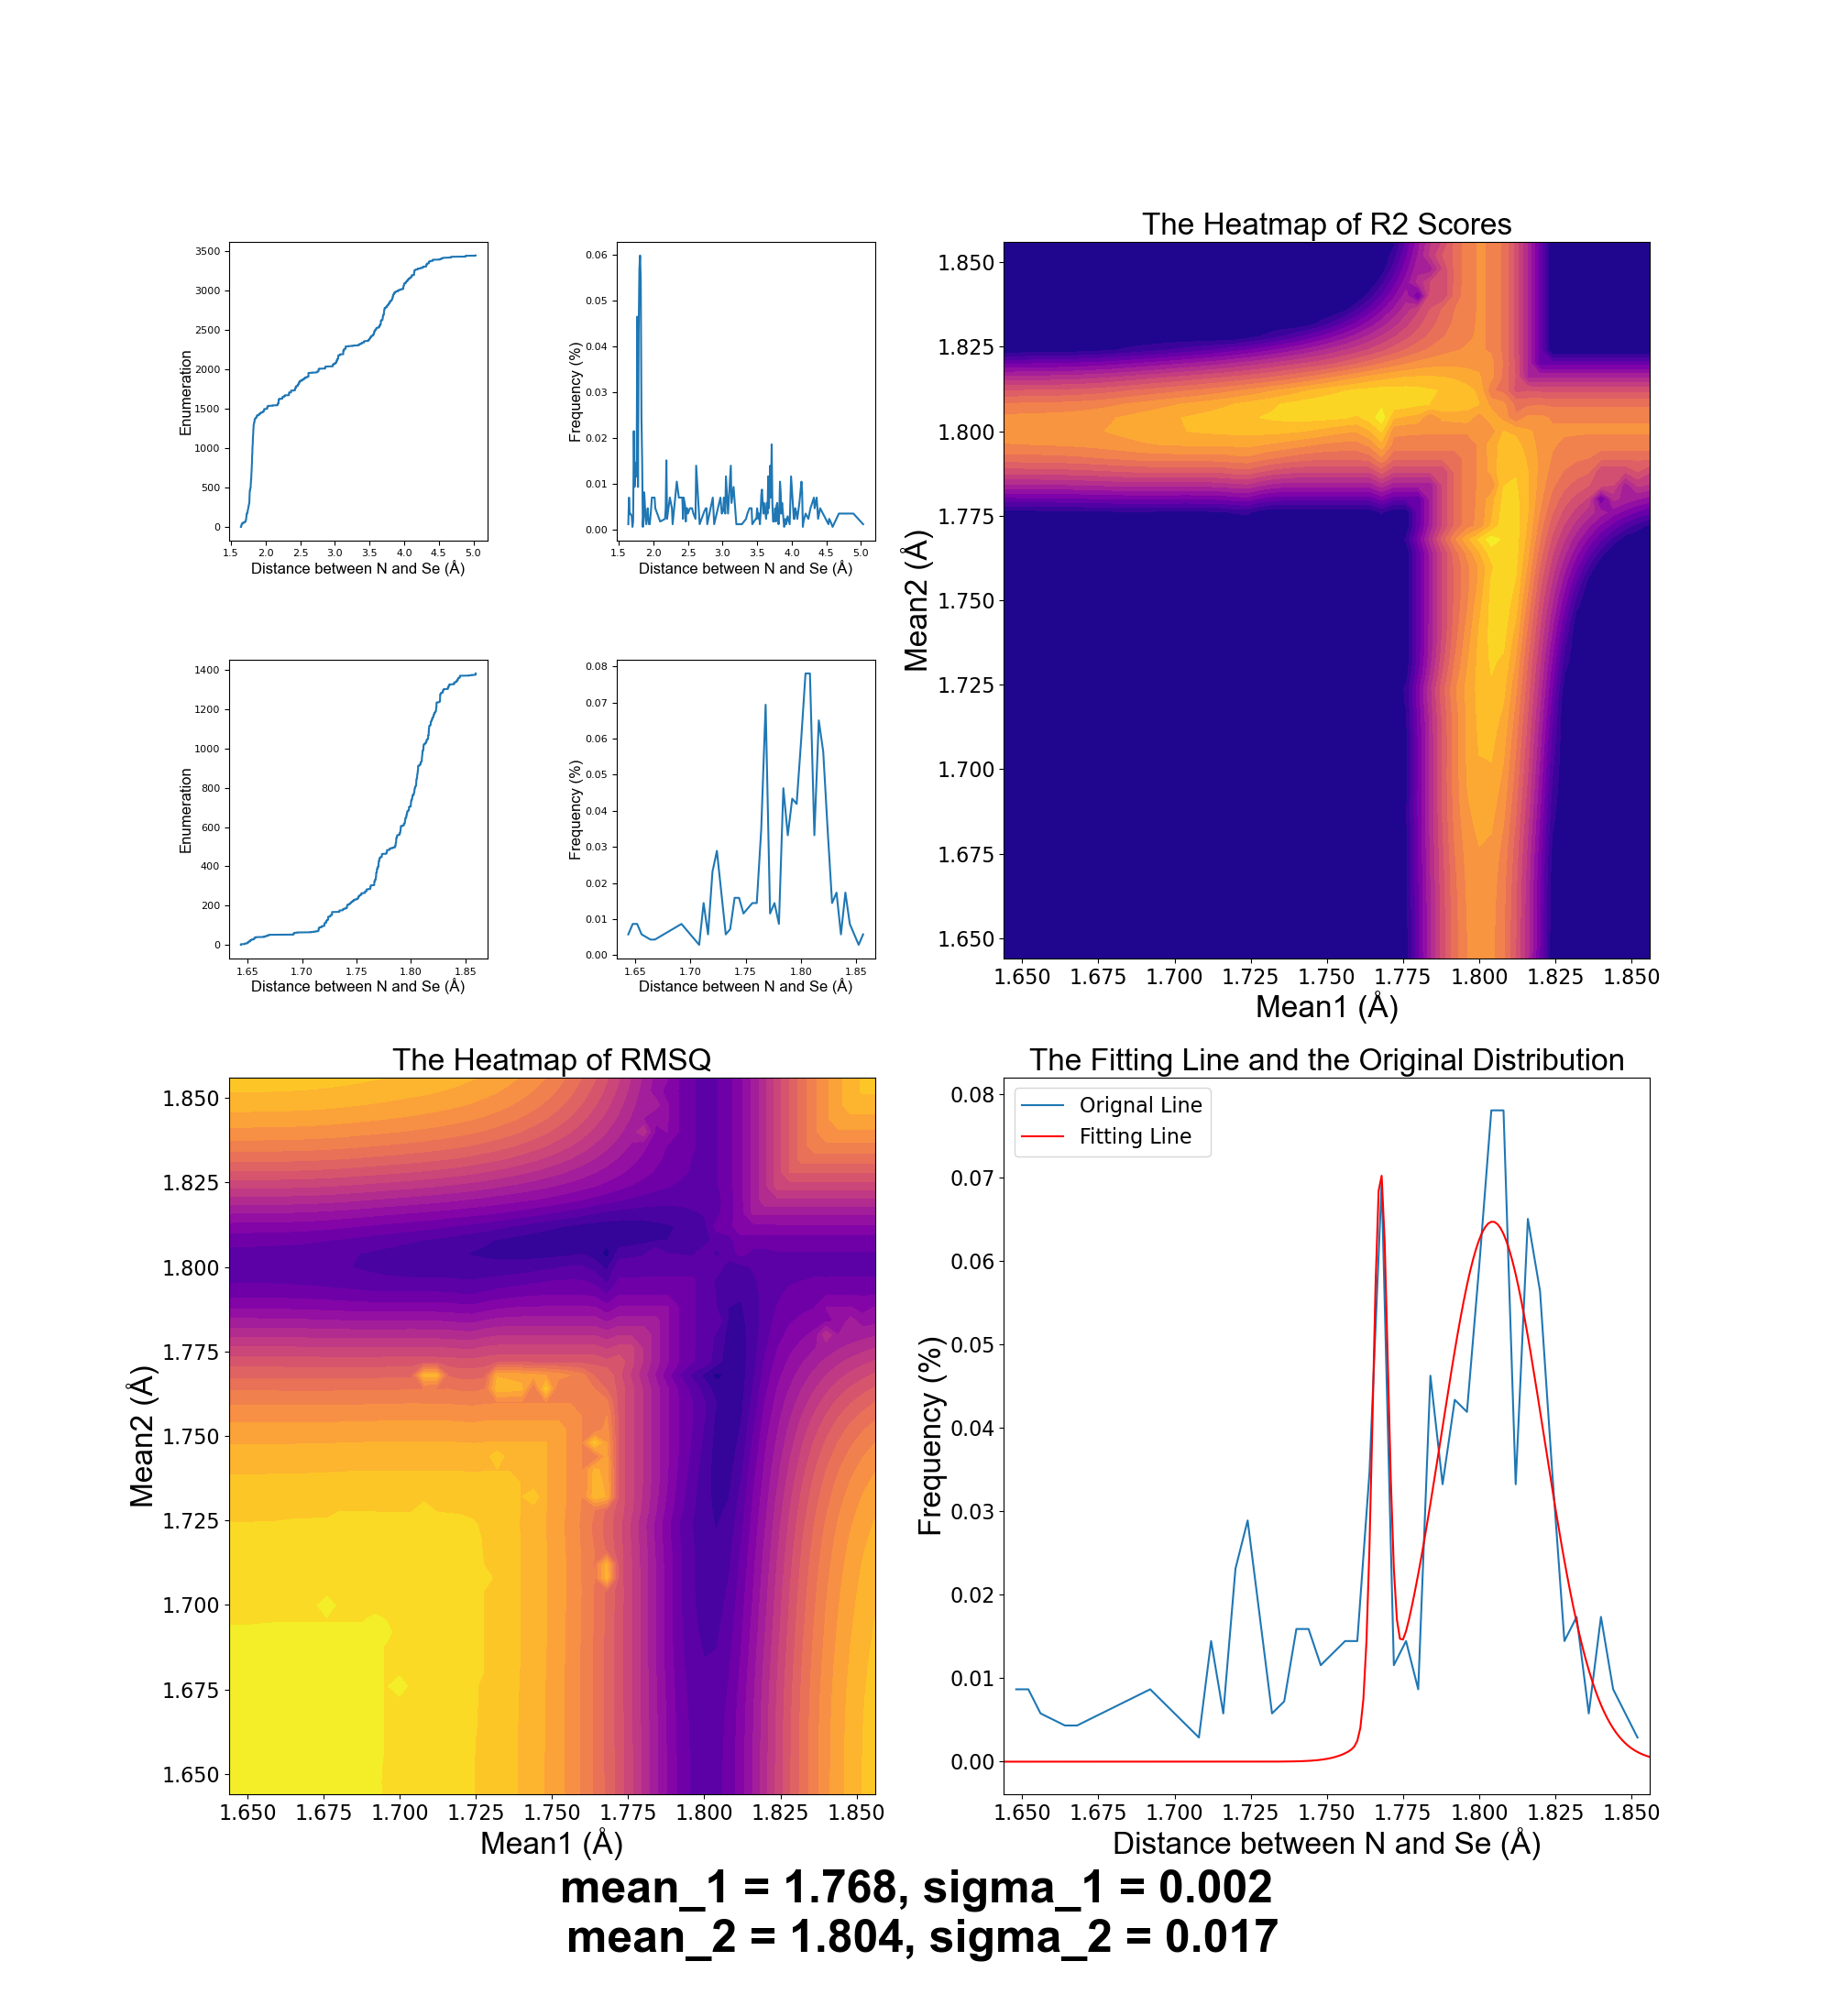 3500
3000
2500
2000
1500
1000
500
0
Enumeration
1.5 2.0 2.5 3.0 3.5 4.0 4.5 5.0
Distance between N and Se (Å)
0.06
0.05
0.04
0.03
0.02
0.01
0.00
Frequency (%)
1.5 2.0 2.5 3.0 3.5 4.0 4.5 5.0
Distance between N and Se (Å)
1400
1200
1000
800
600
400
200
0
Enumeration
1.65 1.70 1.75 1.80 1.85
Distance between N and Se (Å)
0.08
0.07
0.06
0.05
0.04
0.03
0.02
0.01
0.00
Frequency (%)
1.65 1.70 1.75 1.80 1.85
Distance between N and Se (Å)
The Heatmap of R2 Scores
1.850
1.825
1.800
1.775
1.750
1.725
1.700
1.675
1.650
Mean2 (Å)
1.650 1.675 1.700 1.725 1.750 1.775 1.800 1.825 1.850
Mean1 (Å)
The Heatmap of RMSQ
1.850
1.825
1.800
1.775
1.750
1.725
1.700
1.675
1.650
Mean2 (Å)
1.650 1.675 1.700 1.725 1.750 1.775 1.800 1.825 1.850
Mean1 (Å)
The Fitting Line and the Original Distribution
Orignal Line
Fitting Line
0.08
0.07
0.06
0.05
0.04
0.03
0.02
0.01
0.00
Frequency (%)
1.650 1.675 1.700 1.725 1.750 1.775 1.800 1.825 1.850
Distance between N and Se (Å)
mean_1 = 1.768, sigma_1 = 0.002
mean_2 = 1.804, sigma_2 = 0.017